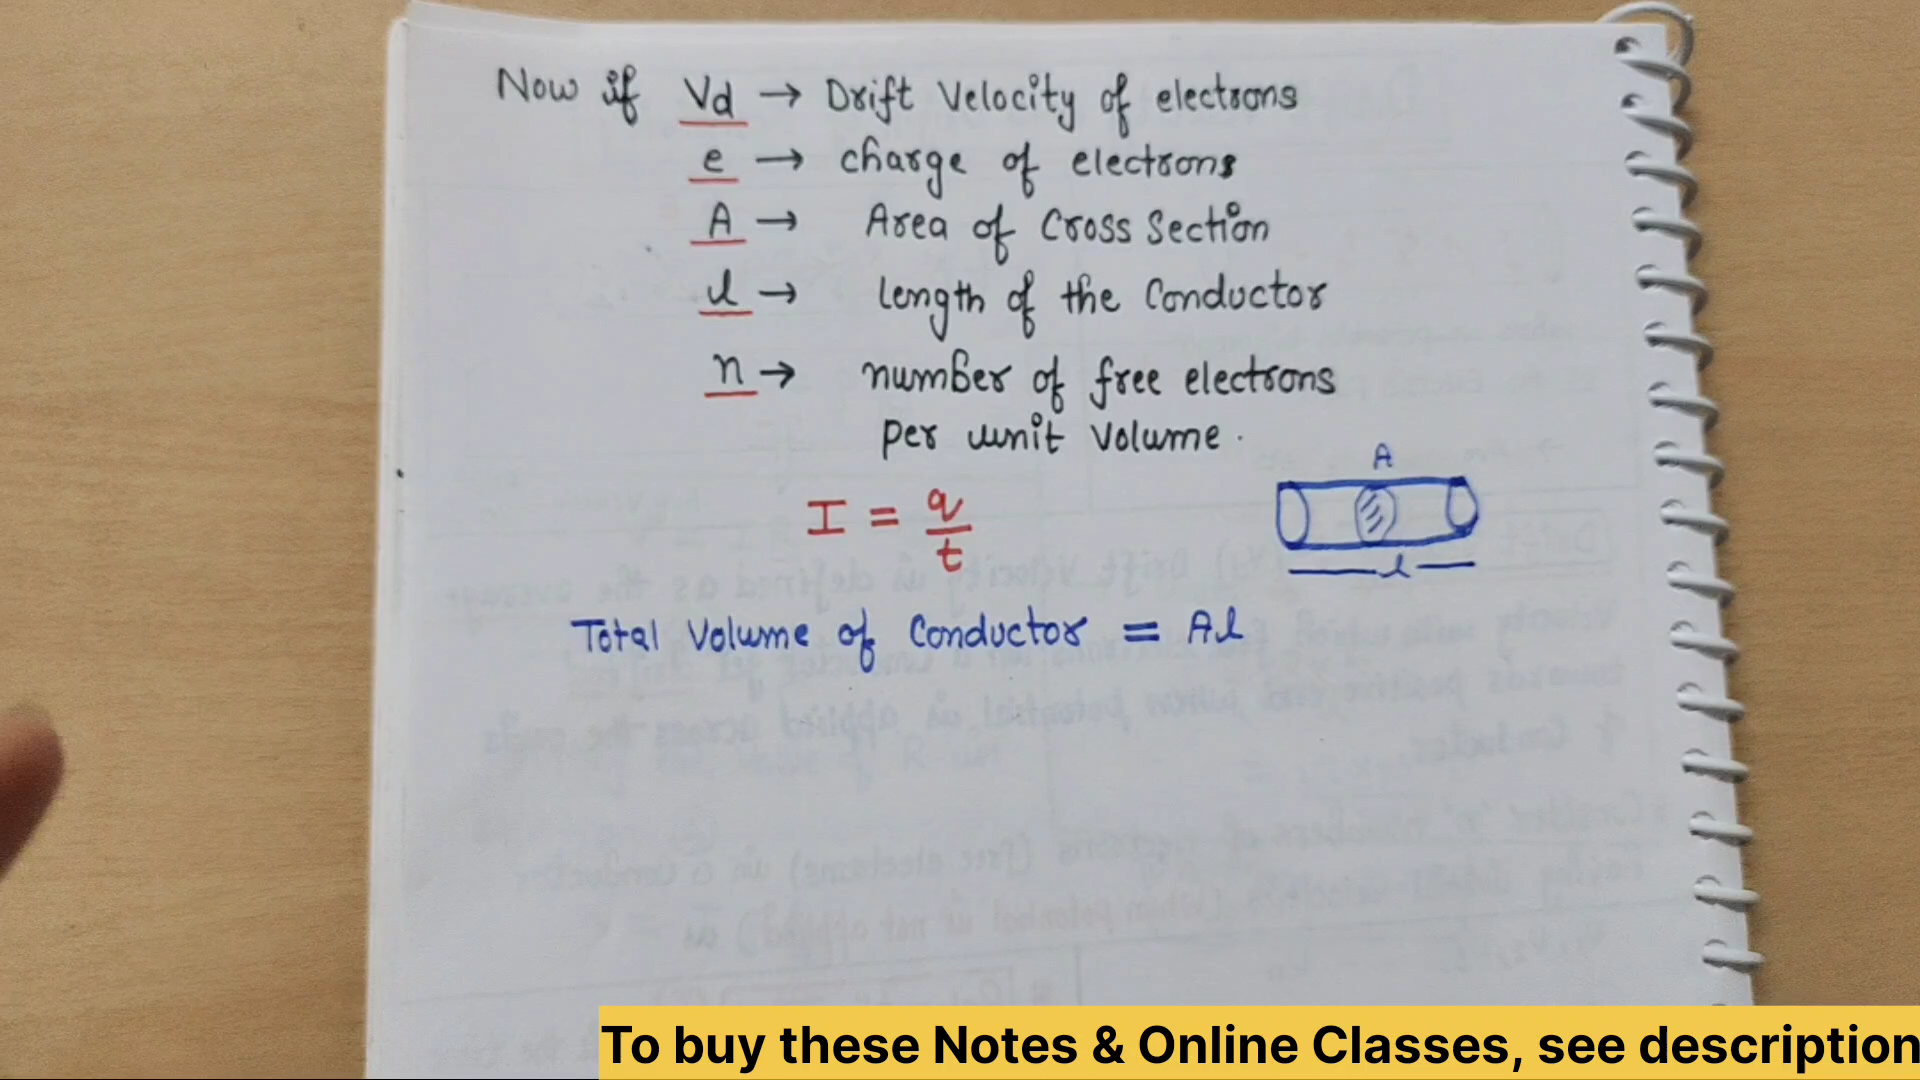 Now if Vd → Drift Velocity of electrons
e → charge of electrons
A → Area of Cross Section
l → length of the Conductor
n → number of free electrons
per unit Volume.
A
I = q/t
l
Total Volume of Conductor = Al
To buy these Notes & Online Classes, see description